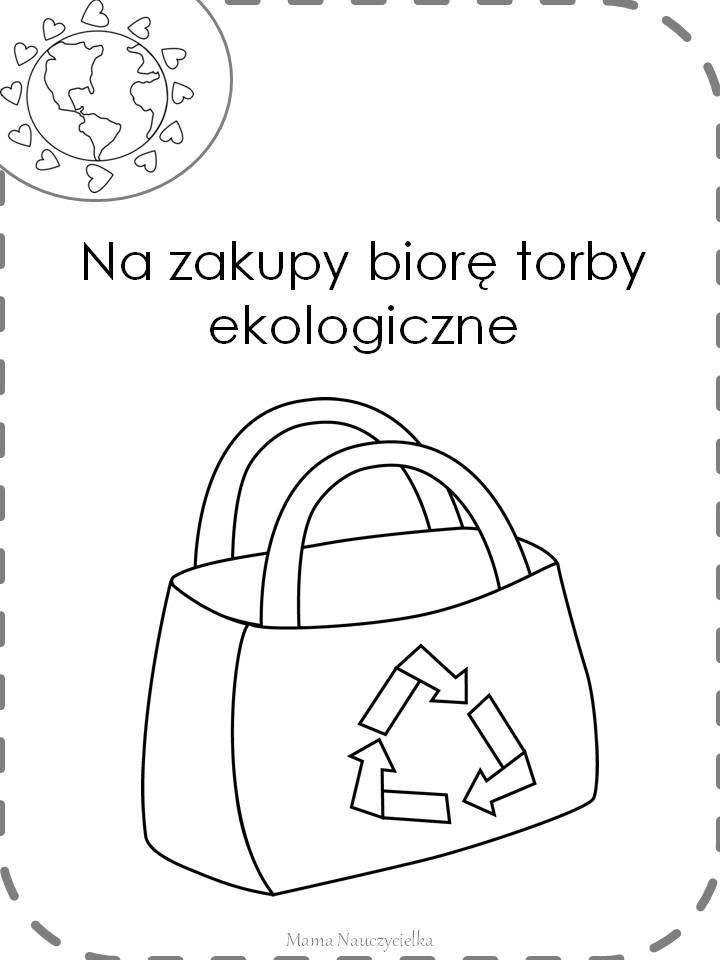 Na zakupy biorę torby
ekologiczne
Mama Nauczycielka